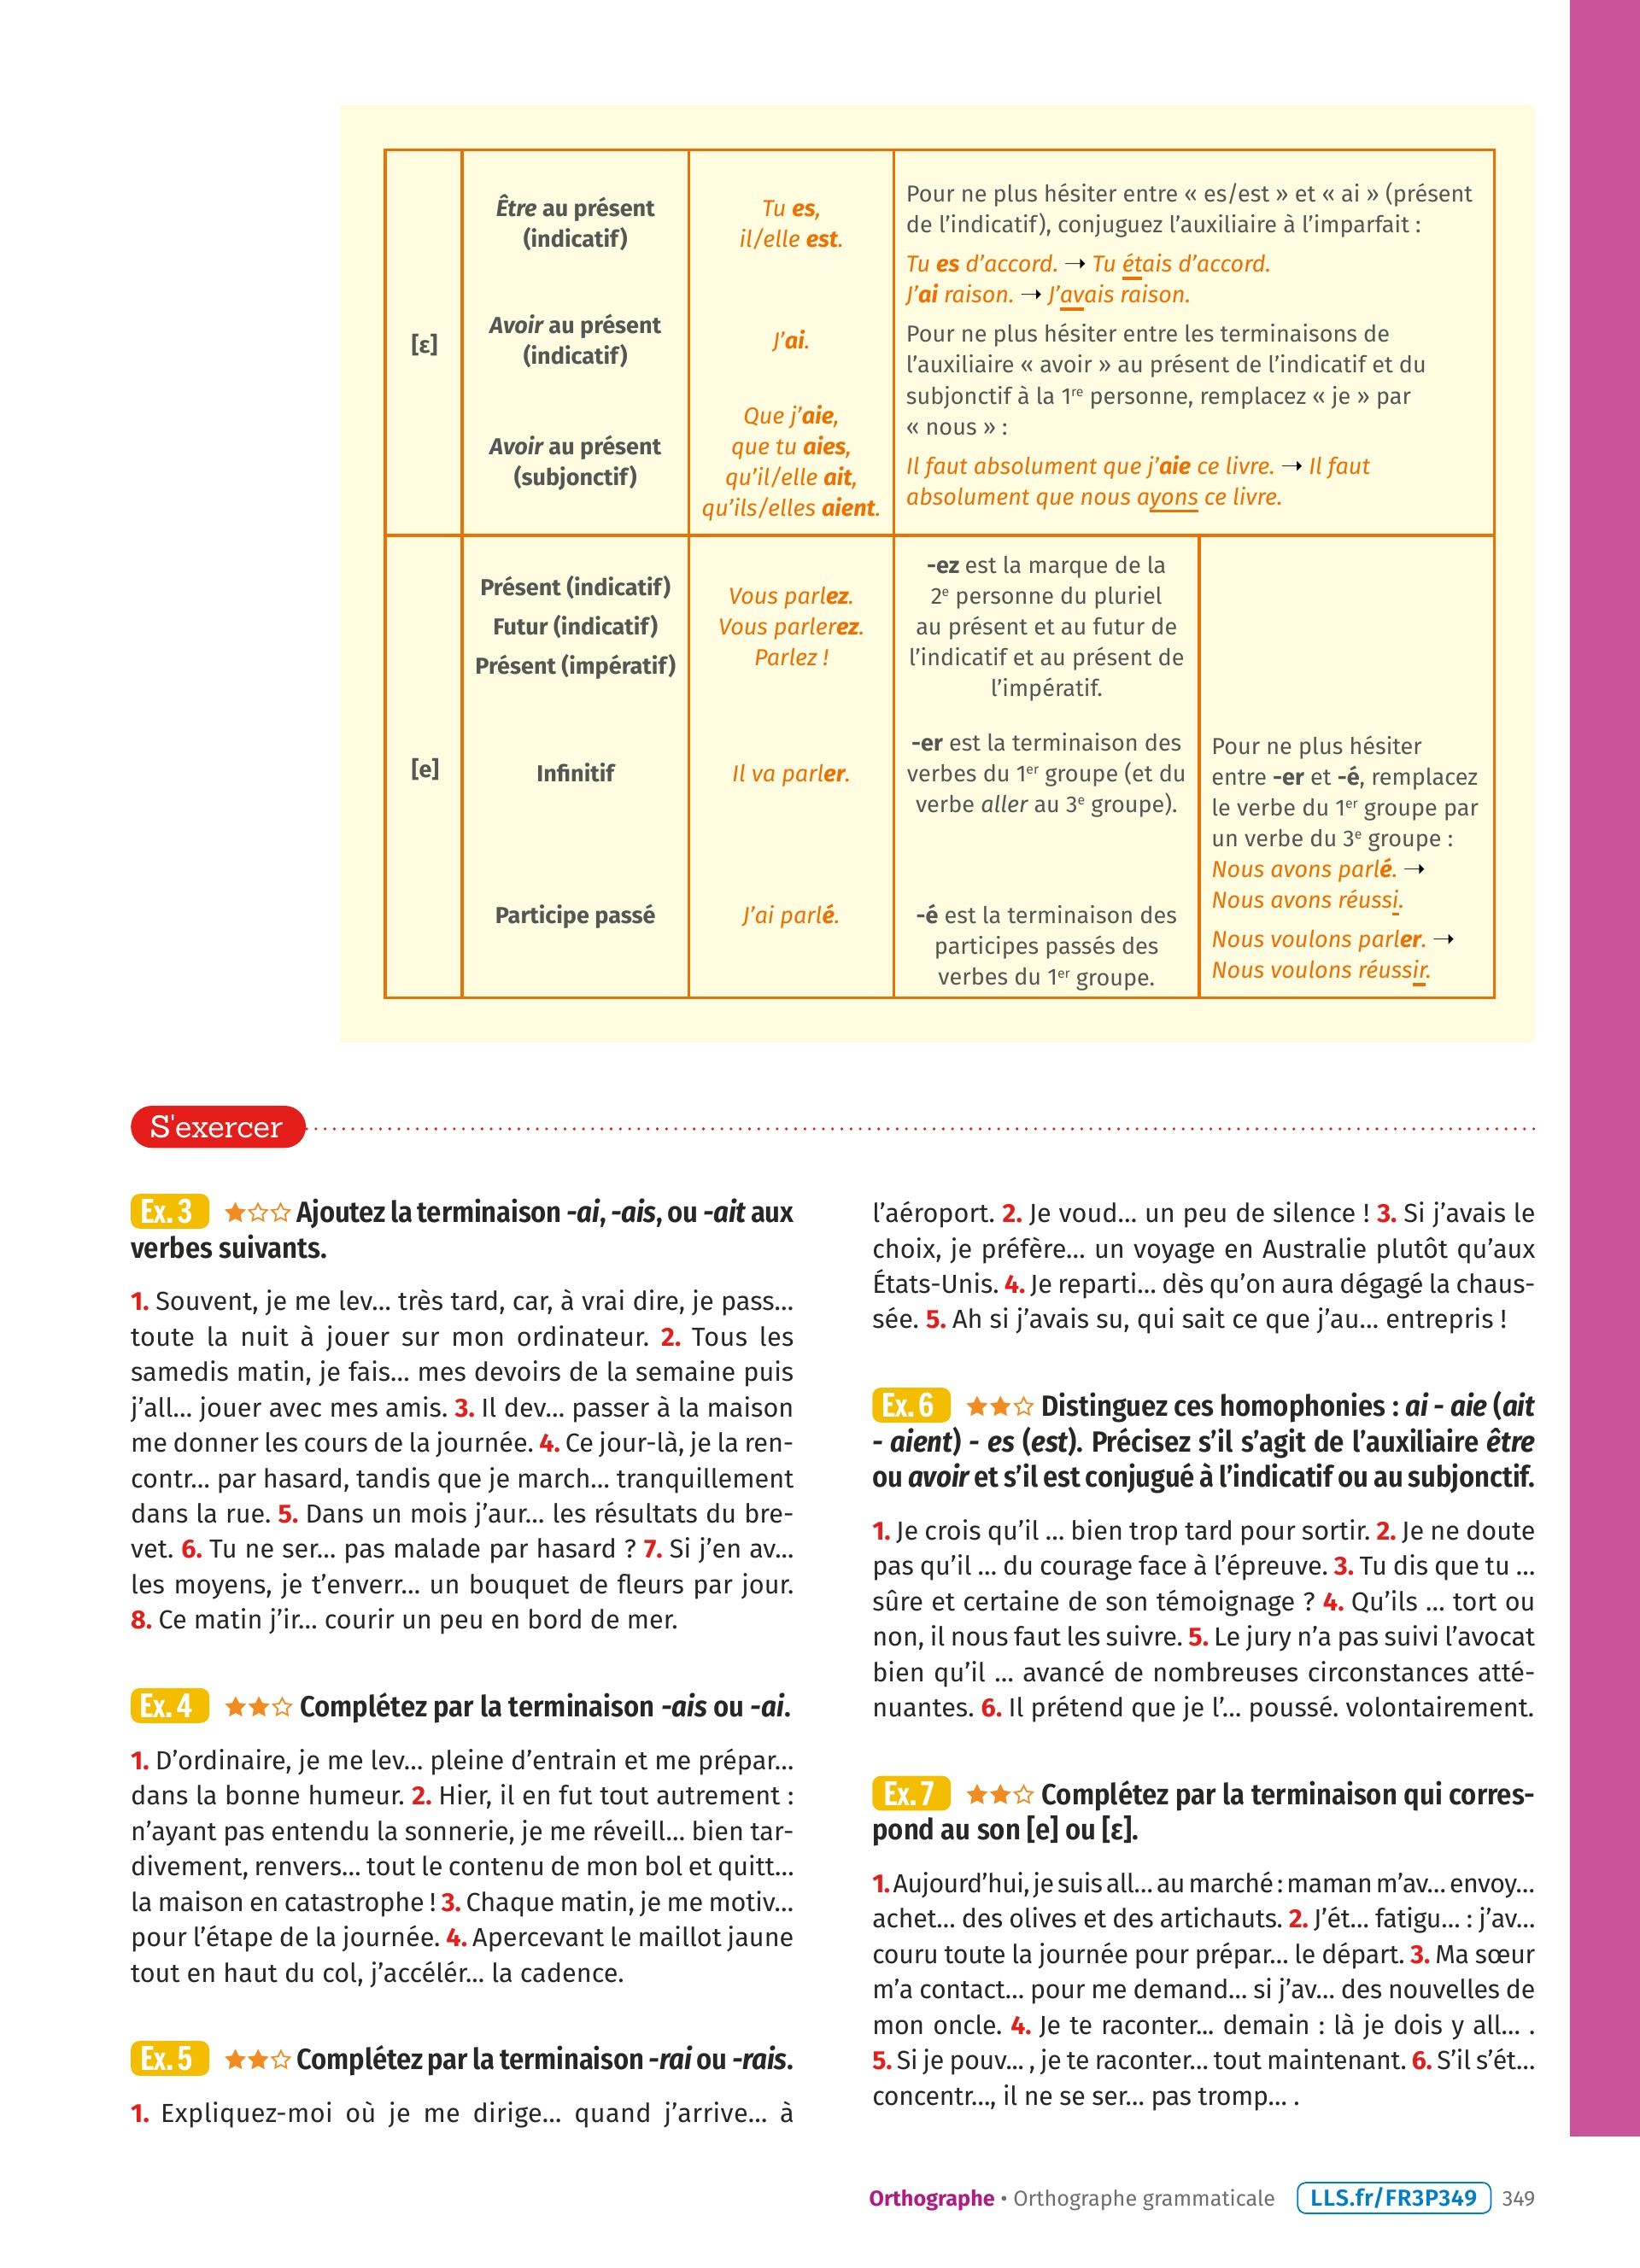 [ɛ]
Être au présent
(indicatif)
Avoir au présent
(indicatif)
Avoir au présent
(subjonctif)
Tu es,
il/elle est.
J’ai.
Que j’aie,
que tu aies,
qu’il/elle ait,
qu’ils/elles aient.
Pour ne plus hésiter entre « es/est » et « ai » (présent
de l’indicatif), conjuguez l’auxiliaire à l’imparfait :
Tu es d’accord. → Tu étais d’accord.
J’ai raison. → J’avais raison.
Pour ne plus hésiter entre les terminaisons de
l’auxiliaire « avoir » au présent de l’indicatif et du
subjonctif à la 1re personne, remplacez « je » par
« nous » :
Il faut absolument que j’aie ce livre. → Il faut
absolument que nous ayons ce livre.
[e]
Présent (indicatif)
Futur (indicatif)
Présent (impératif)
Vous parlez.
Vous parlerez.
Parlez !
-ez est la marque de la
2e personne du pluriel
au présent et au futur de
l’indicatif et au présent de
l’impératif.
Infinitif
Il va parler.
-er est la terminaison des
verbes du 1er groupe (et du
verbe aller au 3e groupe).
Participe passé
J’ai parlé.
-é est la terminaison des
participes passés des
verbes du 1er groupe.
Pour ne plus hésiter
entre -er et -é, remplacez
le verbe du 1er groupe par
un verbe du 3e groupe :
Nous avons parlé. →
Nous avons réussi.
Nous voulons parler. →
Nous voulons réussir.
S'exercer
Ex. 3 ★☆☆ Ajoutez la terminaison -ai, -ais, ou -ait aux
verbes suivants.
1. Souvent, je me lev... très tard, car, à vrai dire, je pass...
toute la nuit à jouer sur mon ordinateur. 2. Tous les
samedis matin, je fais... mes devoirs de la semaine puis
j’all... jouer avec mes amis. 3. Il dev... passer à la maison
me donner les cours de la journée. 4. Ce jour-là, je la ren-
contr... par hasard, tandis que je march... tranquillement
dans la rue. 5. Dans un mois j’aur... les résultats du bre-
vet. 6. Tu ne ser... pas malade par hasard ? 7. Si j’en av...
les moyens, je t’enverr... un bouquet de fleurs par jour.
8. Ce matin j’ir... courir un peu en bord de mer.
Ex. 4 ★★☆ Complétez par la terminaison -ais ou -ai.
1. D’ordinaire, je me lev... pleine d’entrain et me prépar...
dans la bonne humeur. 2. Hier, il en fut tout autrement :
n’ayant pas entendu la sonnerie, je me réveill... bien tar-
divement, renvers... tout le contenu de mon bol et quitt...
la maison en catastrophe ! 3. Chaque matin, je me motiv...
pour l’étape de la journée. 4. Apercevant le maillot jaune
tout en haut du col, j’accélér... la cadence.
Ex. 5 ★★☆ Complétez par la terminaison -rai ou -rais.
1. Expliquez-moi où je me dirige... quand j’arrive... à
l’aéroport. 2. Je voud... un peu de silence ! 3. Si j’avais le
choix, je préfère... un voyage en Australie plutôt qu’aux
États-Unis. 4. Je reparti... dès qu’on aura dégagé la chaus-
sée. 5. Ah si j’avais su, qui sait ce que j’au... entrepris !
Ex. 6 ★★☆ Distinguez ces homophonies : ai - aie (ait
- aient) - es (est). Précisez s’il s’agit de l’auxiliaire être
ou avoir et s’il est conjugué à l’indicatif ou au subjonctif.
1. Je crois qu’il ... bien trop tard pour sortir. 2. Je ne doute
pas qu’il ... du courage face à l’épreuve. 3. Tu dis que tu ...
sûre et certaine de son témoignage ? 4. Qu’ils ... tort ou
non, il nous faut les suivre. 5. Le jury n’a pas suivi l’avocat
bien qu’il ... avancé de nombreuses circonstances atté-
nuantes. 6. Il prétend que je l’... poussé. volontairement.
Ex. 7 ★★☆ Complétez par la terminaison qui corres-
pond au son [e] ou [ɛ].
1. Aujourd’hui, je suis all... au marché : maman m’av... envoy...
achet... des olives et des artichauts. 2. J’ét... fatigu... : j’av...
couru toute la journée pour prépar... le départ. 3. Ma sœur
m’a contact... pour me demand... si j’av... des nouvelles de
mon oncle. 4. Je te raconter... demain : là je dois y all... .
5. Si je pouv... , je te raconter... tout maintenant. 6. S’il s’ét...
concentr..., il ne se ser... pas tromp... .
Orthographe • Orthographe grammaticale LLS.fr/FR3P349 349